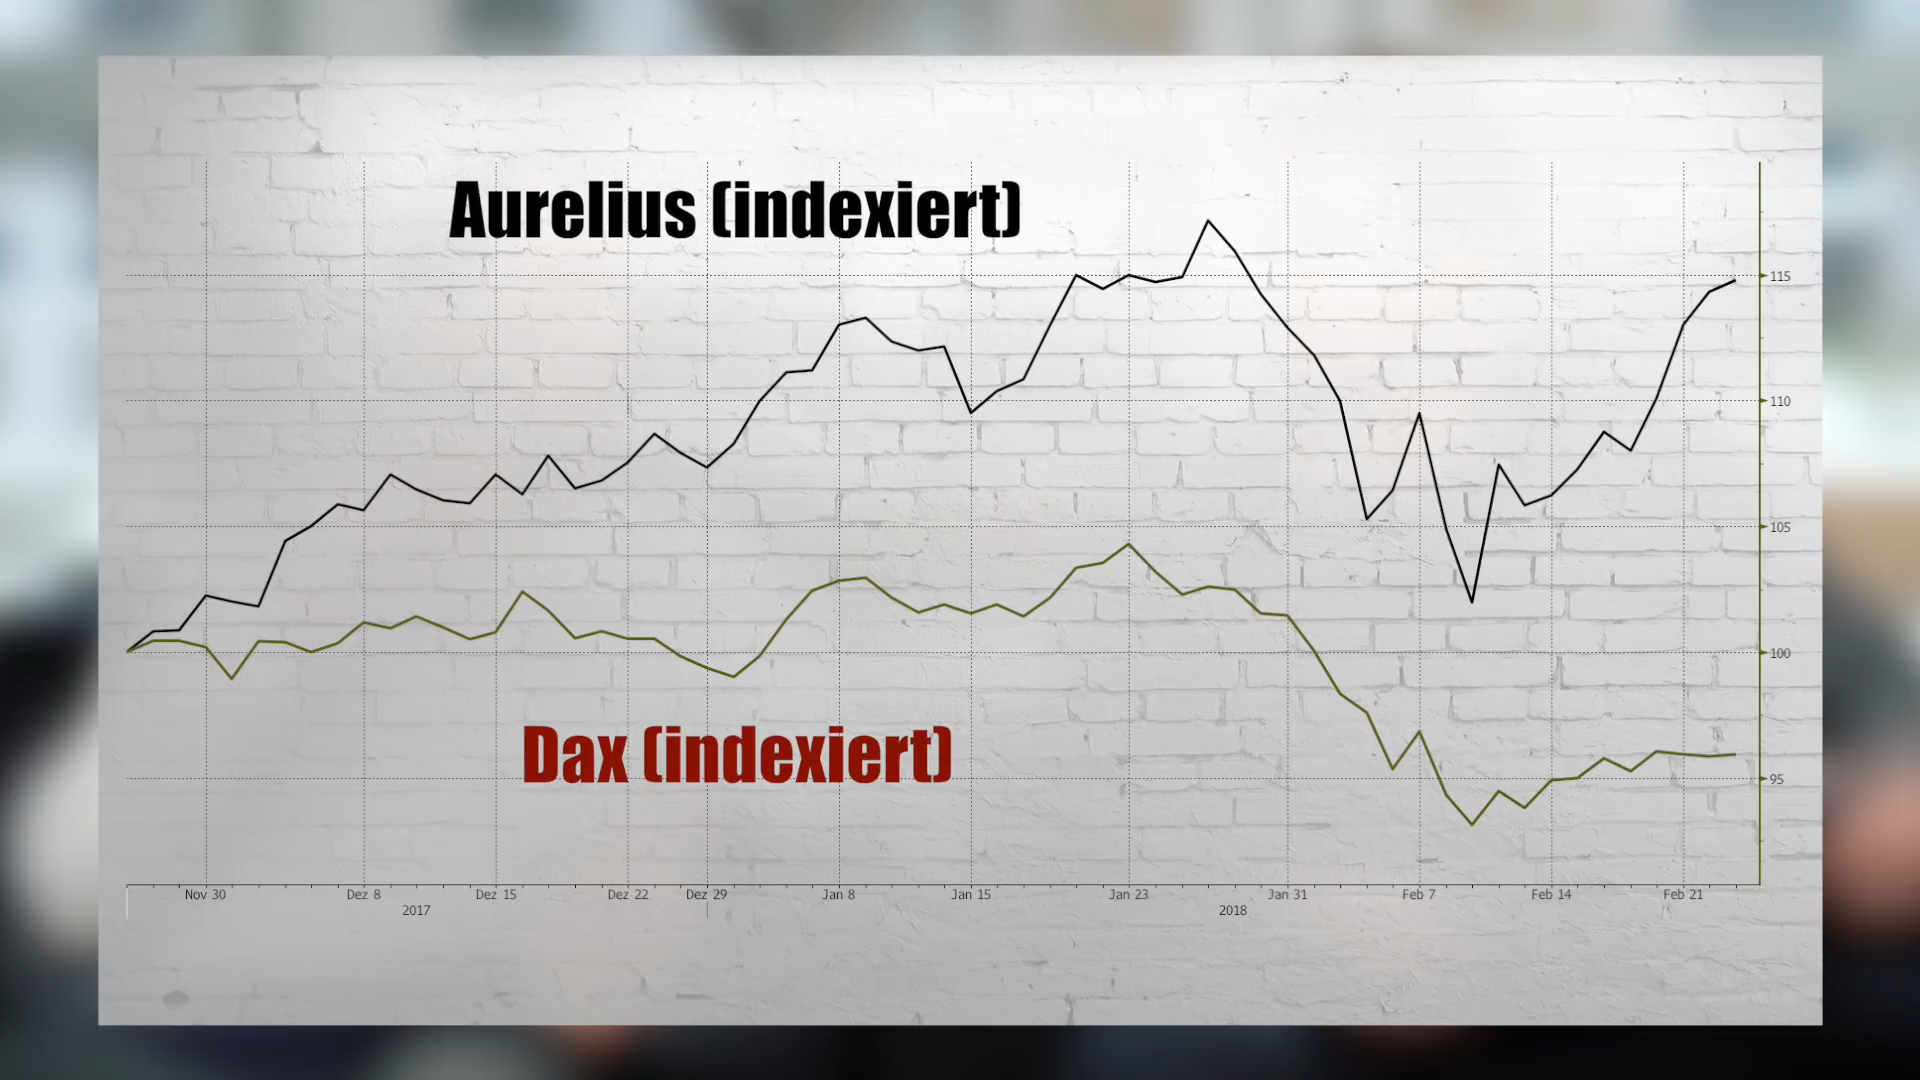 Aurelius (indexiert)
115
110
105
100
Dax (indexiert)
95
Nov 30 Dez 8 Dez 15 Dez 22 Dez 29 Jan 8 Jan 15 Jan 23 Jan 31 Feb 7 Feb 14 Feb 21
2017 2018